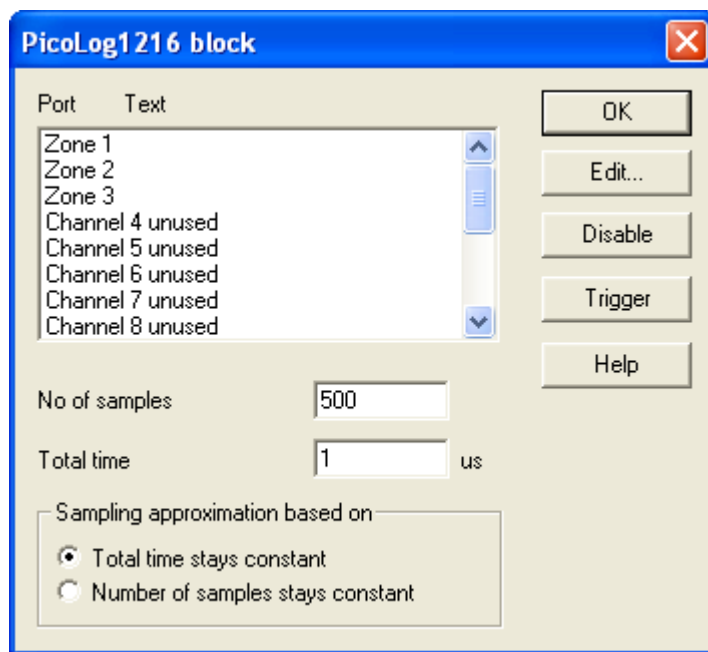 PicoLog1216 block
Port Text
Zone 1
Zone 2
Zone 3
Channel 4 unused
Channel 5 unused
Channel 6 unused
Channel 7 unused
Channel 8 unused
OK
Edit...
Disable
Trigger
Help
No of samples 500
Total time 1 us
Sampling approximation based on
Total time stays constant
Number of samples stays constant